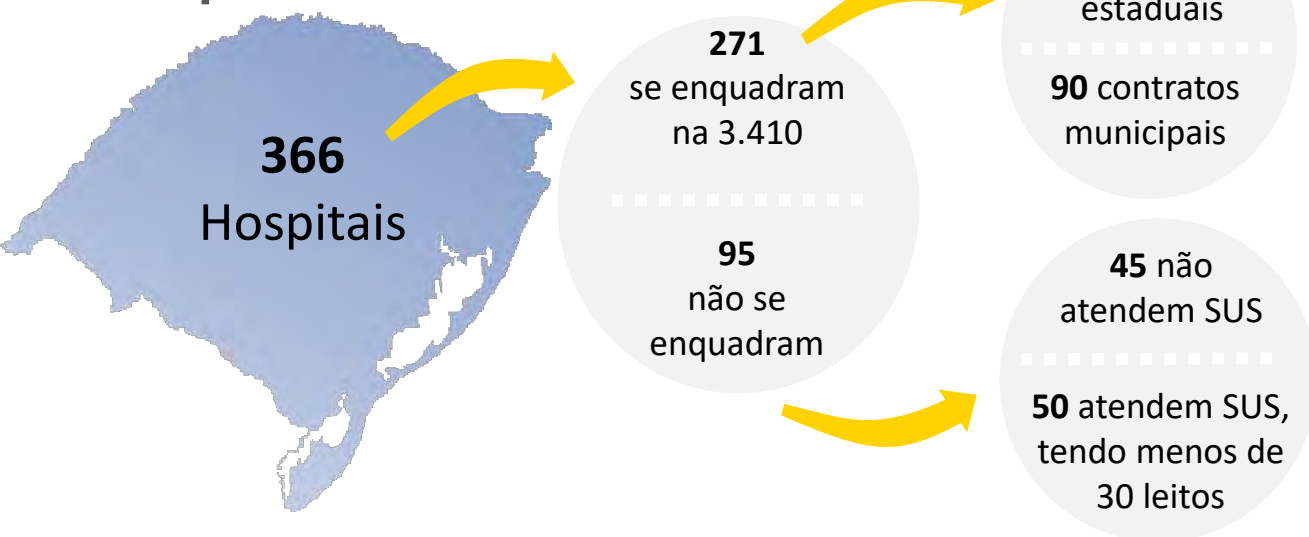 366
Hospitais
271
se enquadram
na 3.410
95
não se
enquadram
estaduais
90 contratos
municipais
45 não
atendem SUS
50 atendem SUS,
tendo menos de
30 leitos